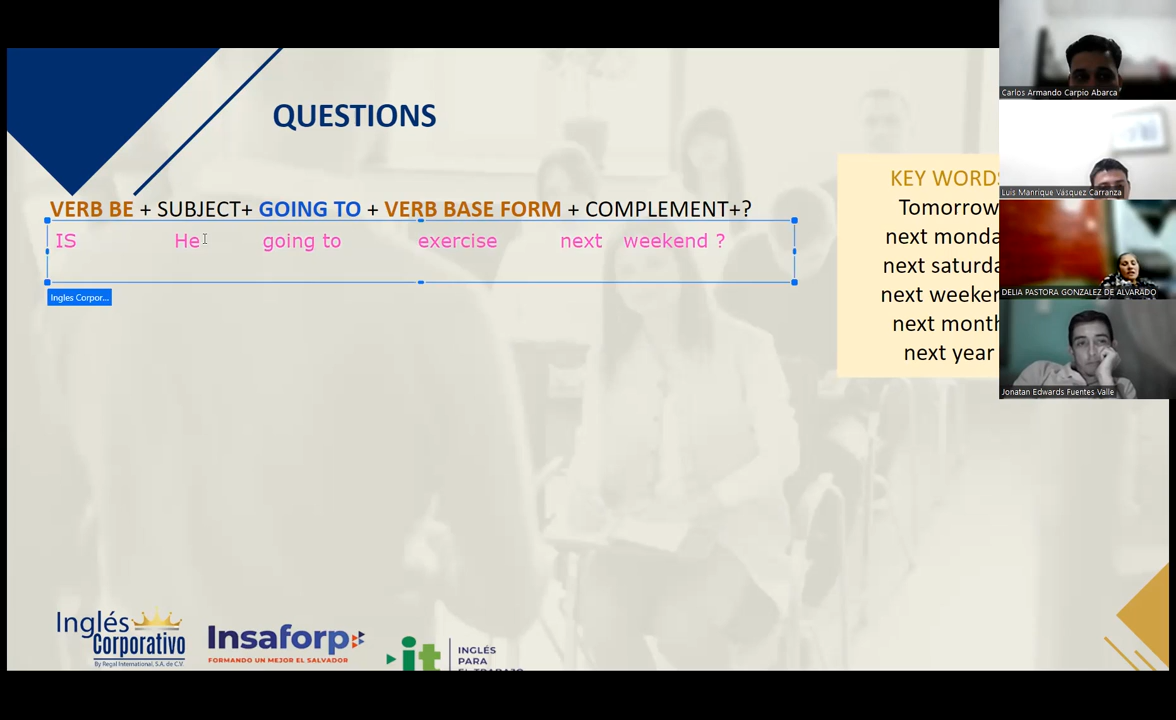 QUESTIONS
VERB BE + SUBJECT+ GOING TO + VERB BASE FORM + COMPLEMENT+?
IS He going to exercise next weekend ?
Ingles Corpor...
KEY WORDS
Tomorrow
next monda
next saturda
next weeken
next month
next year
Carlos Armando Carpio Abarca
Luis Manrique Vásquez Carranza
DELIA PASTORA GONZALEZ DE ALVARADO
Jonatan Edwards Fuentes Valle
Inglés
Corporativo
By Regal International, S.A. de C.V.
Insaforp
FORMANDO UN MEJOR EL SALVADOR
it
INGLÉS
PARA
EL TRABAJO